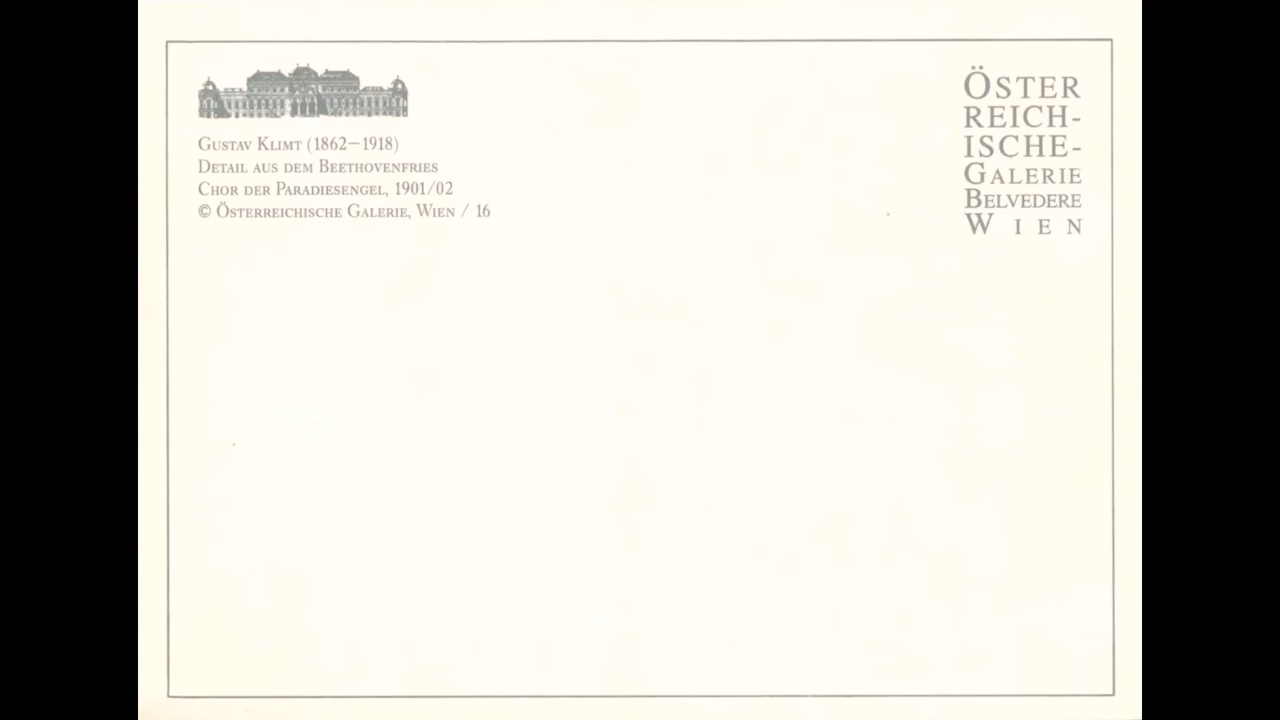 Gustav Klimt (1862–1918)
Detail aus dem Beethovenfries
Chor der Paradiesengel, 1901/02
© Österreichische Galerie, Wien / 16
Öster
reich-
ische-
Galerie
Belvedere
Wien